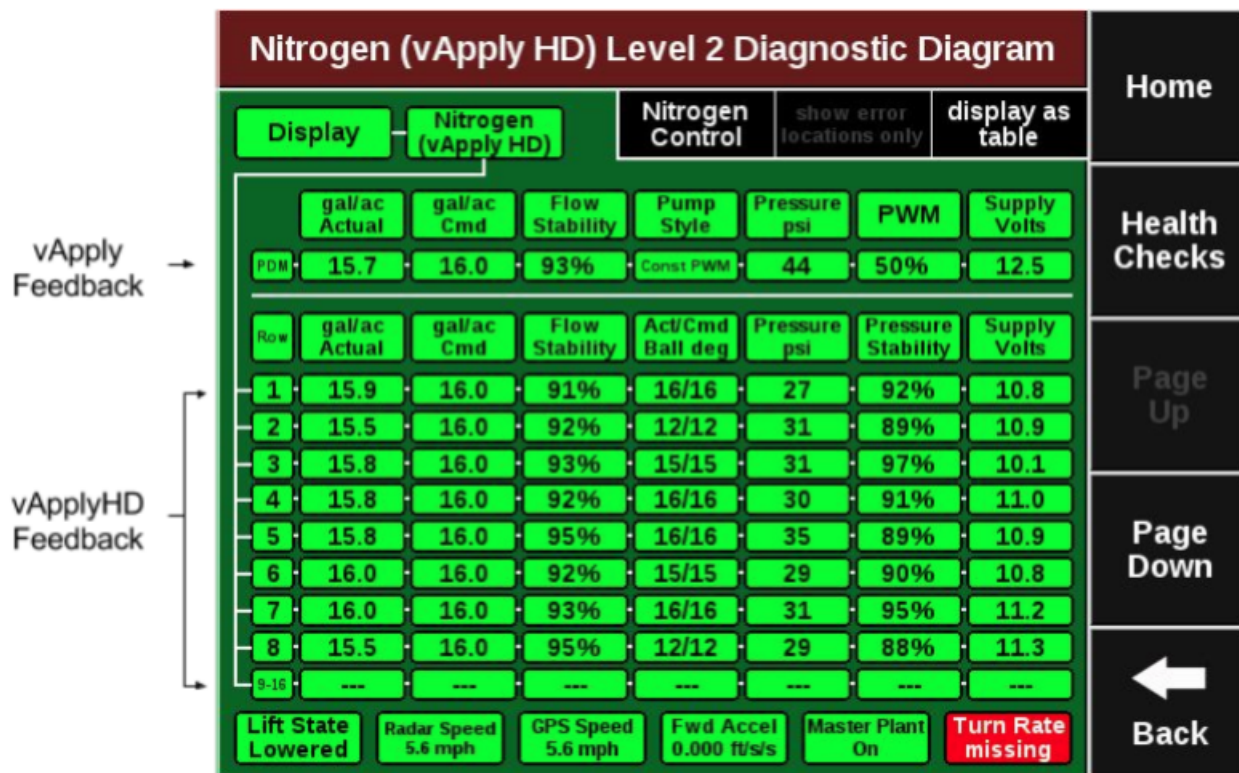 Nitrogen (vApply HD) Level 2 Diagnostic Diagram
Home
Display
Nitrogen
(vApply HD)
Nitrogen
Control
show error
locations only
display as
table
gal/ac
Actual
gal/ac
Cmd
Flow
Stability
Pump
Style
Pressure
psi
PWM
Supply
Volts
Health
Checks
vApply
Feedback
PDM 15.7 16.0 93% Const PWM 44 50% 12.5
Row
gal/ac
Actual
gal/ac
Cmd
Flow
Stability
Act/Cmd
Ball deg
Pressure
psi
Pressure
Stability
Supply
Volts
Page
Up
1 15.9 16.0 91% 16/16 27 92% 10.8
2 15.5 16.0 92% 12/12 31 89% 10.9
3 15.8 16.0 93% 15/15 31 97% 10.1
4 15.8 16.0 92% 16/16 30 91% 11.0
5 15.8 16.0 95% 16/16 35 89% 10.9
6 16.0 16.0 92% 15/15 29 90% 10.8
7 16.0 16.0 93% 16/16 31 95% 11.2
8 15.5 16.0 95% 12/12 29 88% 11.3
9-16 --- --- --- --- --- --- ---
vApplyHD
Feedback
Page
Down
Lift State
Lowered
Radar Speed
5.6 mph
GPS Speed
5.6 mph
Fwd Accel
0.000 ft/s/s
Master Plant
On
Turn Rate
missing
Back